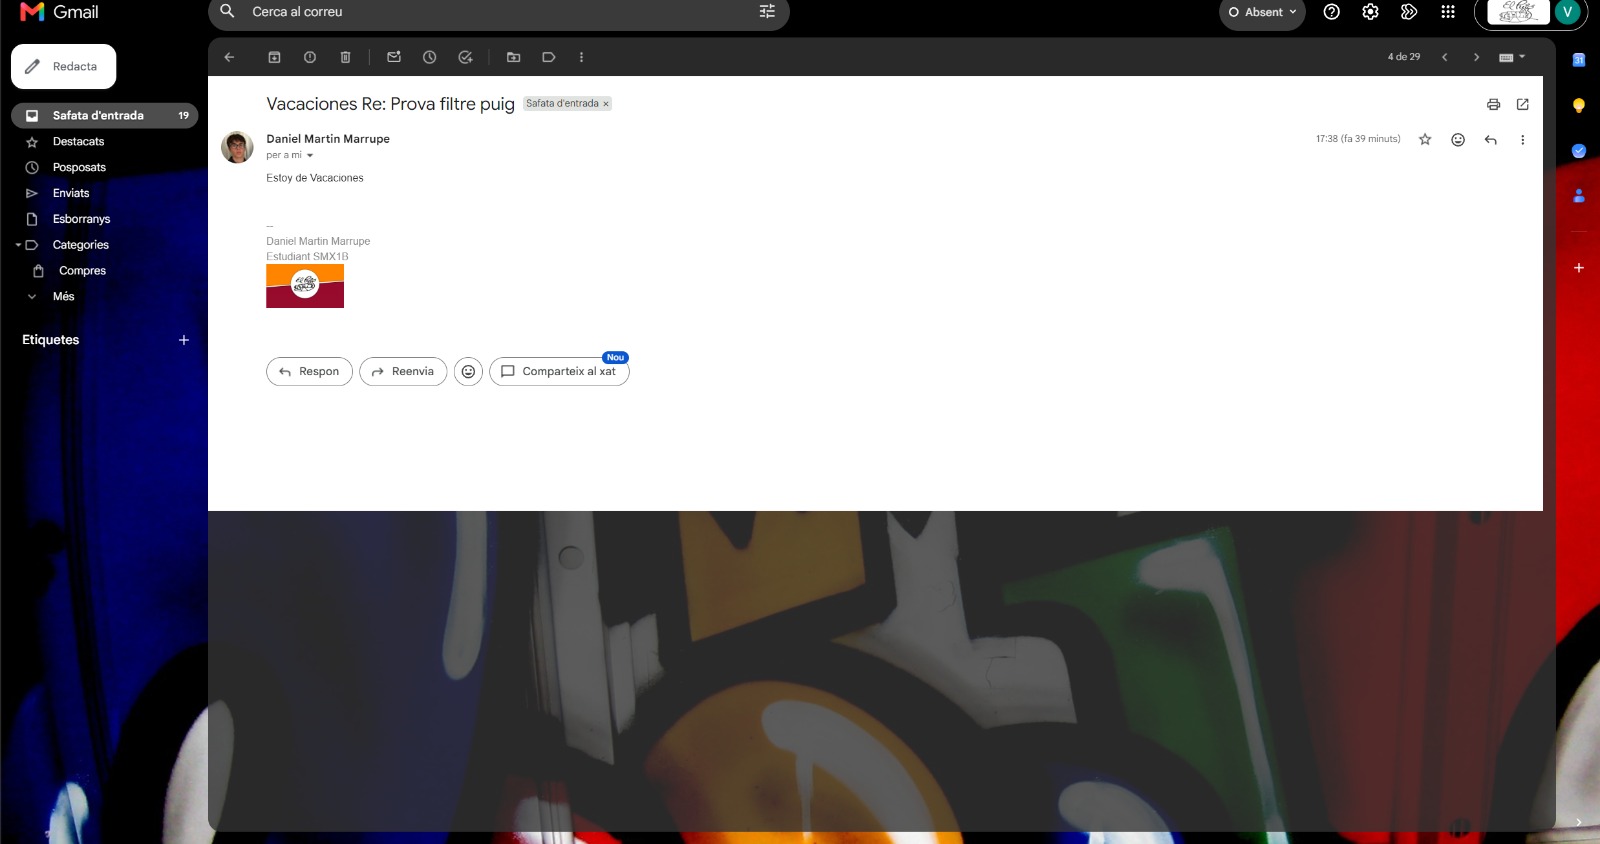 Gmail
Cerca al correu
Absent
V
Redacta
4 de 29
31
Safata d'entrada 19
Destacats
Posposats
Enviats
Esborranys
Categories
Compres
Més
Etiquetes
Vacaciones Re: Prova filtre puig Safata d'entrada ×
Daniel Martin Marrupe
17:38 (fa 39 minuts)
per a mi
Estoy de Vacaciones
--
Daniel Martin Marrupe
Estudiant SMX1B
Respon
Reenvia
Comparteix al xat
Nou